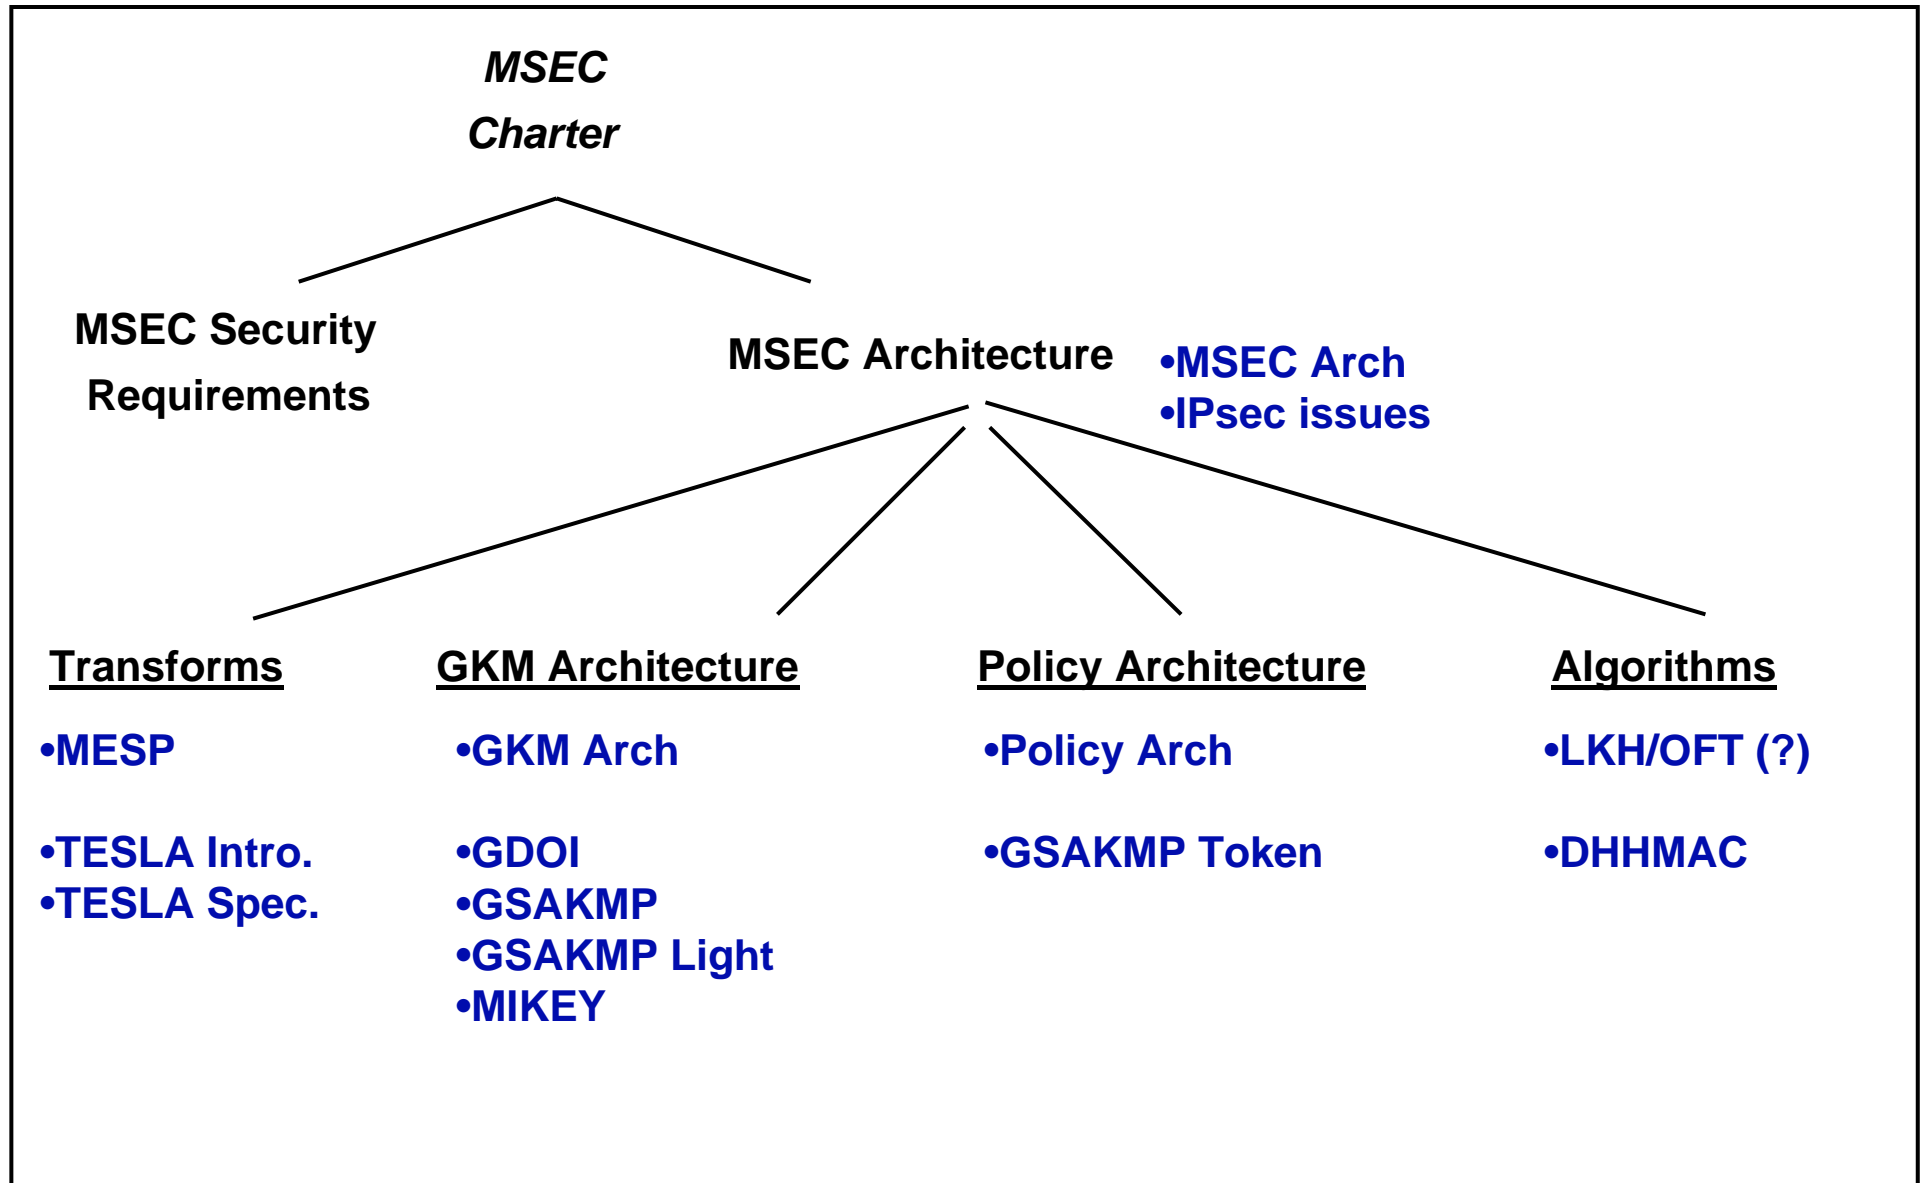 MSEC
Charter
MSEC Security
Requirements
MSEC Architecture
•MSEC Arch
•IPsec issues
Transforms
•MESP
•TESLA Intro.
•TESLA Spec.
GKM Architecture
•GKM Arch
•GDOI
•GSAKMP
•GSAKMP Light
•MIKEY
Policy Architecture
•Policy Arch
•GSAKMP Token
Algorithms
•LKH/OFT (?)
•DHHMAC